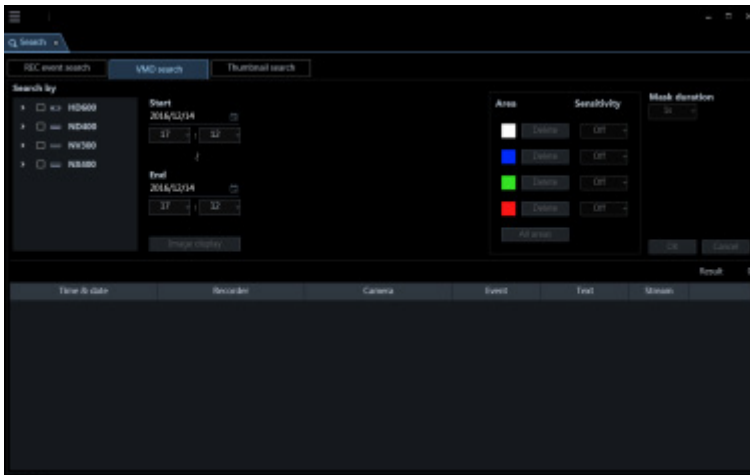 Search ×
REC event search VMD search Thumbnail search
Search by
HD600
ND400
NV300
NX400
Start
2016/12/14
17 : 12
End
2016/12/14
17 : 12
Image display
Area Sensitivity
Delete Off
Delete Off
Delete Off
Delete Off
All areas
Mask duration
OK Cancel
Result
Time & date Recorder Camera Event Text Stream